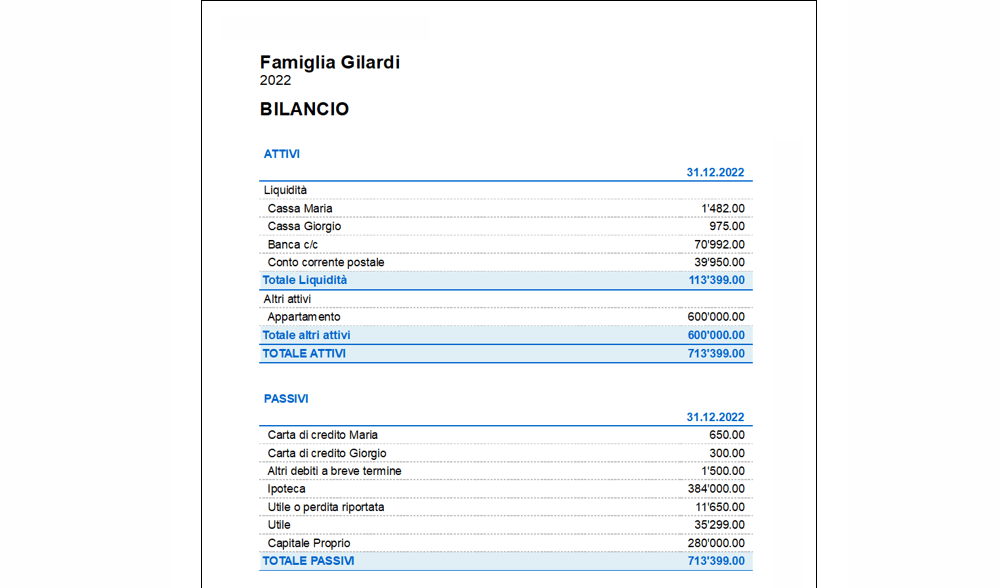 Famiglia Gilardi
2022
BILANCIO
ATTIVI
31.12.2022
Liquidità
Cassa Maria 1'482.00
Cassa Giorgio 975.00
Banca c/c 70'992.00
Conto corrente postale 39'950.00
Totale Liquidità 113'399.00
Altri attivi
Appartamento 600'000.00
Totale altri attivi 600'000.00
TOTALE ATTIVI 713'399.00
PASSIVI
31.12.2022
Carta di credito Maria 650.00
Carta di credito Giorgio 300.00
Altri debiti a breve termine 1'500.00
Ipoteca 384'000.00
Utile o perdita riportata 11'650.00
Utile 35'299.00
Capitale Proprio 280'000.00
TOTALE PASSIVI 713'399.00